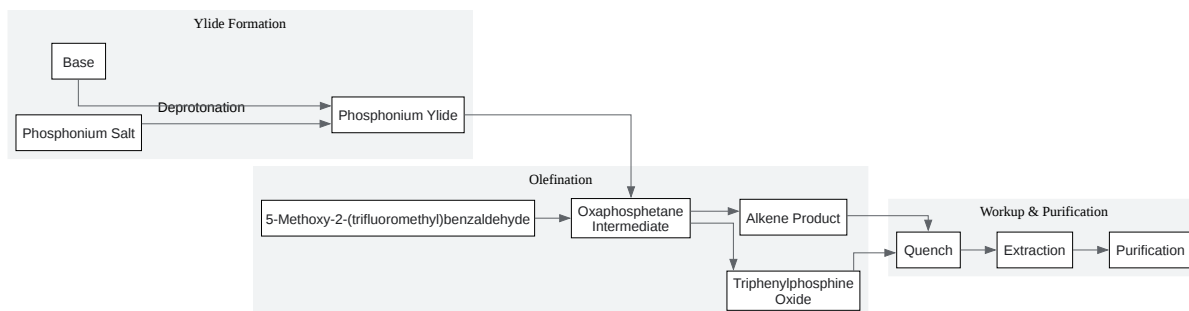 Ylide Formation
Base
Deprotonation
Phosphonium Salt
Phosphonium Ylide
Olefination
5-Methoxy-2-(trifluoromethyl)benzaldehyde
Oxaphosphetane
Intermediate
Alkene Product
Triphenylphosphine
Oxide
Workup & Purification
Quench
Extraction
Purification